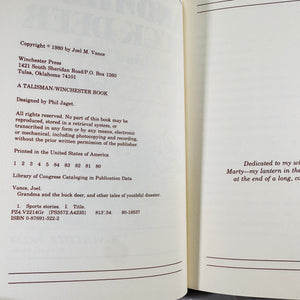 Copyright © 1980 by Joel M. Vance
Winchester Press
1421 South Sheridan Road/P.O. Box 1260
Tulsa, Oklahoma 74101
A TALISMAN/WINCHESTER BOOK
Designed by Phil Jaget.
All rights reserved. No part of this book may be
reproduced, stored in a retrieval system, or
transcribed in any form or by any means, electronic
or mechanical, including photocopying and recording,
without the prior written permission of the publisher.
Printed in the United States of America
1 2 3 4 5 84 83 82 81 80
Library of Congress Cataloging in Publication Data
Vance, Joel.
Grandma and the buck deer, and other tales of youthful disaster.
1. Sports stories. I. Title.
PZ4.V2214Gr [PS3572.A4233] 813'.54 80-18537
ISBN 0-87691-322-2
Dedicated to my wi
Marty—my lantern in the
at the end of a long, co